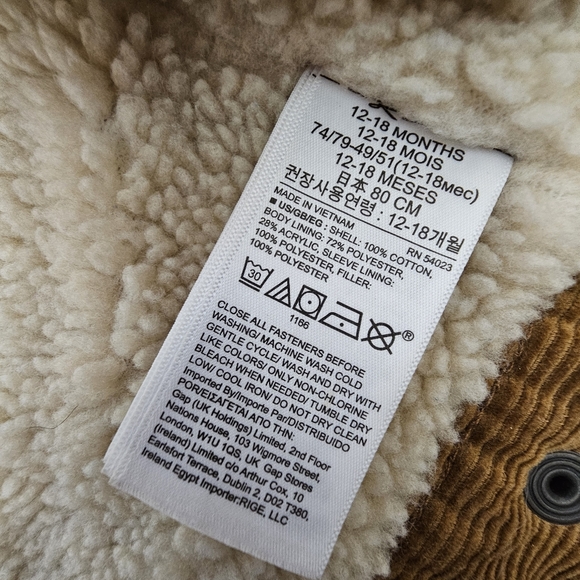 12-18 MONTHS
12-18 MOIS
74/79-49/51(12-18мес)
12-18 MESES
日本 80 CM
권장사용연령 : 12-18개월
MADE IN VIETNAM
RN 54023
■ US/GB/EG : SHELL: 100% COTTON,
BODY LINING: 72% POLYESTER,
28% ACRYLIC, SLEEVE LINING:
100% POLYESTER, FILLER:
100% POLYESTER
30
®
1166
CLOSE ALL FASTENERS BEFORE
WASHING/ MACHINE WASH COLD
GENTLE CYCLE/ WASH AND DRY WITH
LIKE COLORS/ ONLY NON-CHLORINE
BLEACH WHEN NEEDED/ TUMBLE DRY
LOW/ COOL IRON/ DO NOT DRY CLEAN
Imported By/Importe Par/DISTRIBUIDO
POR/ΕΙΣΑΓΕΤΑΙ ΑΠΟ ΤΗΝ:
Gap (UK Holdings) Limited, 2nd Floor
Nations House, 103 Wigmore Street,
London, W1U 1QS, UK Gap Stores
(Ireland) Limited c/o Arthur Cox, 10
Earlsfort Terrace, Dublin 2, D02 T380,
Ireland Egypt Importer:RIGE, LLC